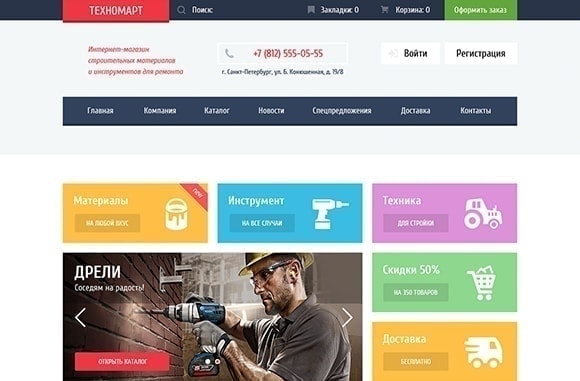 ТЕХНОМАРТ
Поиск:
Закладки: 0
Корзина: 0
Оформить заказ
Интернет-магазин
строительных материалов
и инструментов для ремонта
+7 (812) 555-05-55
г. Санкт-Петербург, ул. Б. Конюшенная, д. 19/8
Войти
Регистрация
Главная
Компания
Каталог
Новости
Спецпредложения
Доставка
Контакты
Материалы
НА ЛЮБОЙ ВКУС
new
Инструмент
НА ВСЕ СЛУЧАИ
Техника
ДЛЯ СТРОЙКИ
ДРЕЛИ
Соседям на радость!
ОТКРЫТЬ КАТАЛОГ
Скидки 50%
НА 350 ТОВАРОВ
Доставка
БЕСПЛАТНО